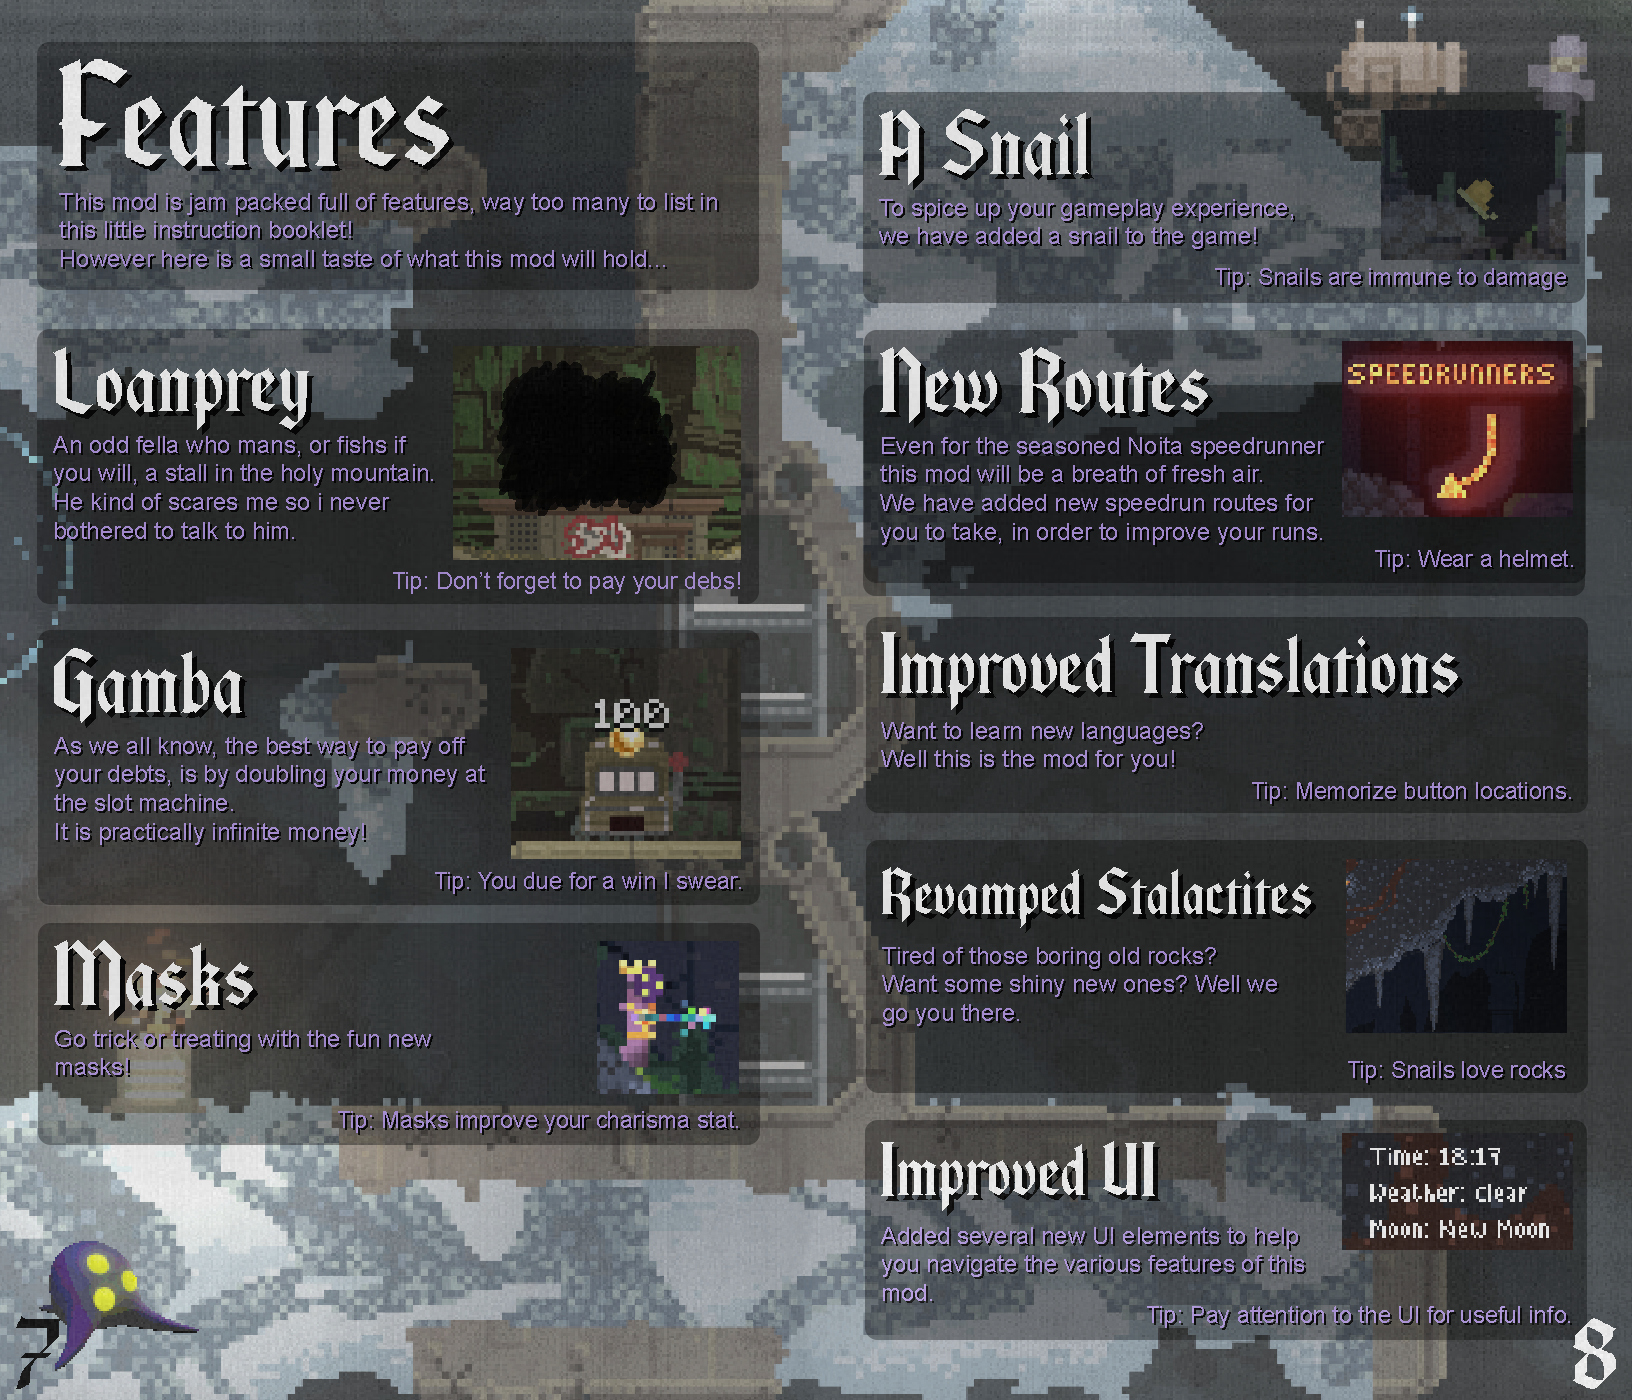 Features
This mod is jam packed full of features, way too many to list in
this little instruction booklet!
However here is a small taste of what this mod will hold...
Loanprey
An odd fella who mans, or fishs if
you will, a stall in the holy mountain.
He kind of scares me so i never
bothered to talk to him.
Tip: Don't forget to pay your debs!
Gamba
100
As we all know, the best way to pay off
your debts, is by doubling your money at
the slot machine.
It is practically infinite money!
Tip: You due for a win I swear.
Masks
Go trick or treating with the fun new
masks!
Tip: Masks improve your charisma stat.
7
A Snail
To spice up your gameplay experience,
we have added a snail to the game!
Tip: Snails are immune to damage
New Routes
SPEEDRUNNERS
Even for the seasoned Noita speedrunner
this mod will be a breath of fresh air.
We have added new speedrun routes for
you to take, in order to improve your runs.
Tip: Wear a helmet.
Improved Translations
Want to learn new languages?
Well this is the mod for you!
Tip: Memorize button locations.
Revamped Stalactites
Tired of those boring old rocks?
Want some shiny new ones? Well we
go you there.
Tip: Snails love rocks
Improved UI
Time: 18:17
Weather: clear
Moon: New Moon
Added several new UI elements to help
you navigate the various features of this
mod.
Tip: Pay attention to the UI for useful info.
8